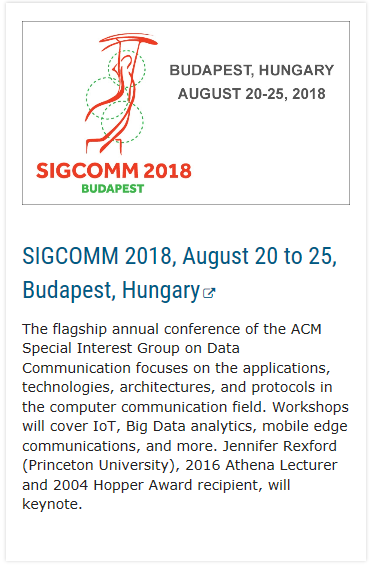 BUDAPEST, HUNGARY
AUGUST 20-25, 2018
SIGCOMM 2018
BUDAPEST
SIGCOMM 2018, August 20 to 25,
Budapest, Hungary
The flagship annual conference of the ACM
Special Interest Group on Data
Communication focuses on the applications,
technologies, architectures, and protocols in
the computer communication field. Workshops
will cover IoT, Big Data analytics, mobile edge
communications, and more. Jennifer Rexford
(Princeton University), 2016 Athena Lecturer
and 2004 Hopper Award recipient, will
keynote.